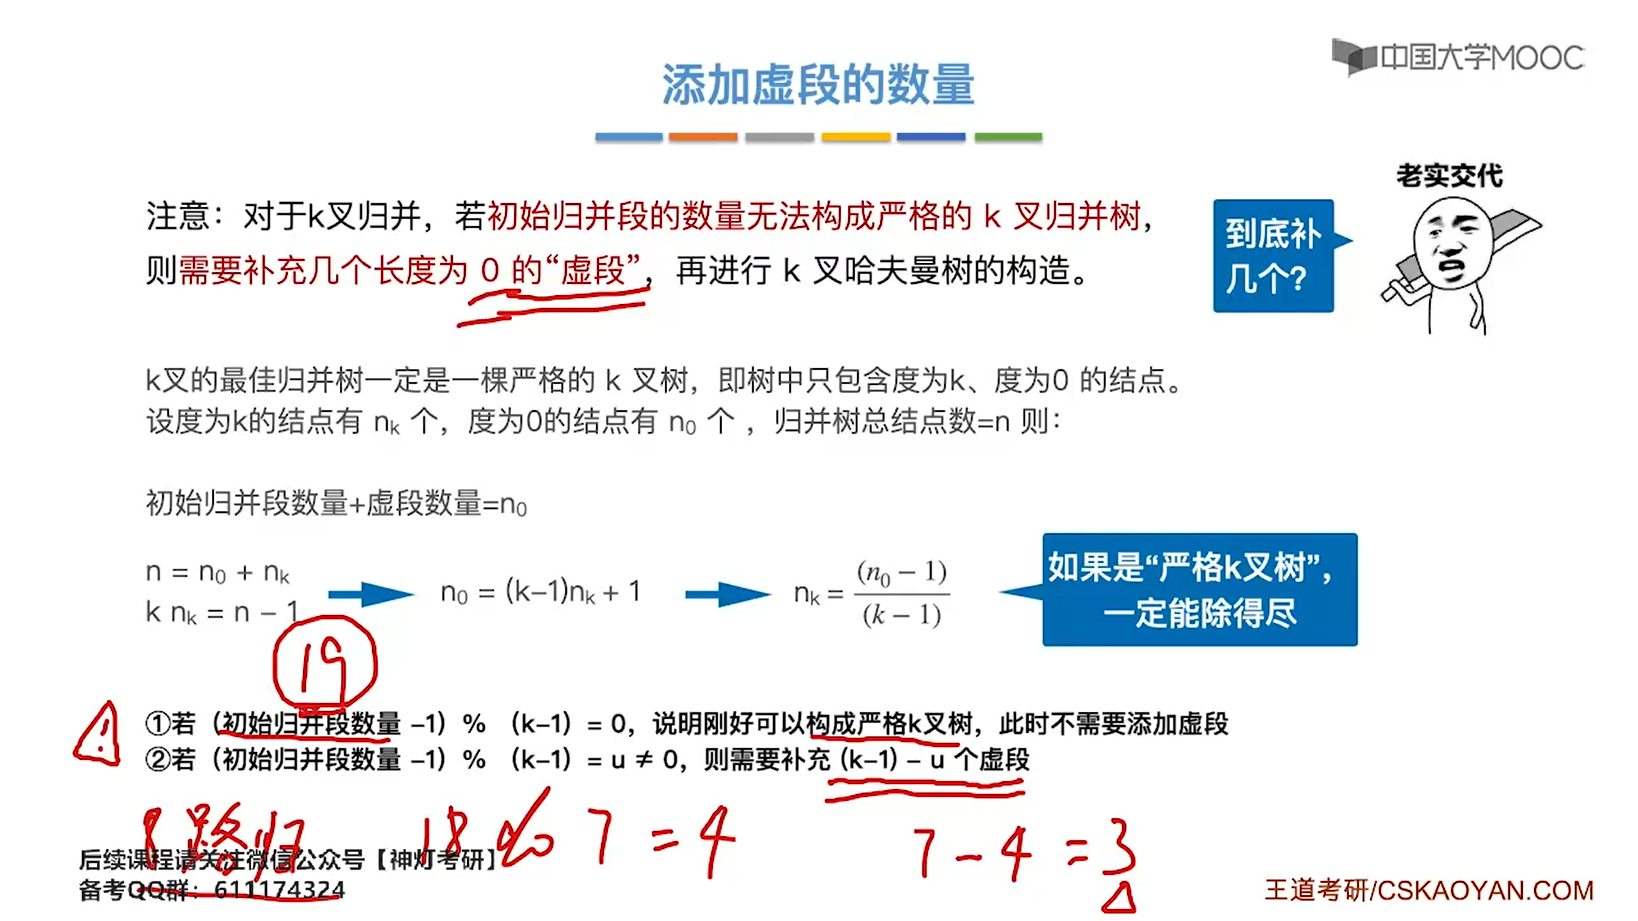 中国大学MOOC
添加虚段的数量
老实交代
到底补
几个?
注意：对于k叉归并，若初始归并段的数量无法构成严格的 k 叉归并树，
则需要补充几个长度为 0 的“虚段”，再进行 k 叉哈夫曼树的构造。
k叉的最佳归并树一定是一棵严格的 k 叉树，即树中只包含度为k、度为0 的结点。
设度为k的结点有 nk 个，度为0的结点有 n0 个 ，归并树总结点数=n 则：
初始归并段数量+虚段数量=n0
n = n0 + nk
k nk = n − 1
n0 = (k−1)nk + 1
nk = (n0 − 1) / (k − 1)
如果是“严格k叉树”，
一定能除得尽
19
①若（初始归并段数量 −1）% （k−1）= 0，说明刚好可以构成严格k叉树，此时不需要添加虚段
②若（初始归并段数量 −1）% （k−1）= u ≠ 0，则需要补充 (k−1) − u 个虚段
8路归 18 % 7 = 4 7 − 4 = 3
后续课程请关注微信公众号【神灯考研】
备考QQ群：611174324
王道考研/CSKAOYAN.COM